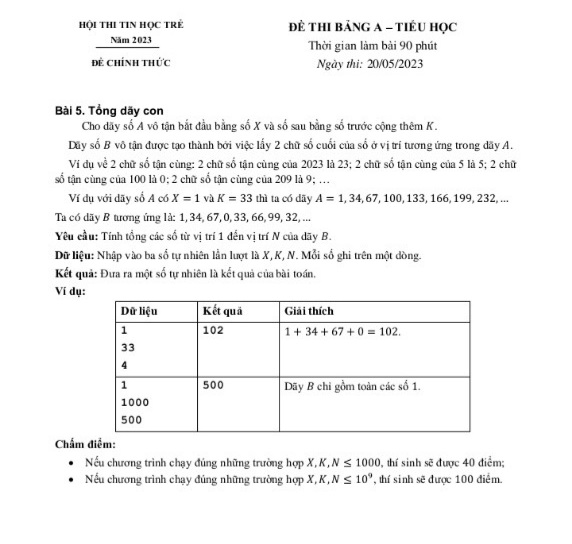 HỘI THI TIN HỌC TRẺ
Năm 2023
ĐỀ CHÍNH THỨC
ĐỀ THI BẢNG A – TIỂU HỌC
Thời gian làm bài 90 phút
Ngày thi: 20/05/2023
Bài 5. Tổng dãy con
Cho dãy số A vô tận bắt đầu bằng số X và số sau bằng số trước cộng thêm K.
Dãy số B vô tận được tạo thành bởi việc lấy 2 chữ số cuối của số ở vị trí tương ứng trong dãy A.
Ví dụ về 2 chữ số tận cùng: 2 chữ số tận cùng của 2023 là 23; 2 chữ số tận cùng của 5 là 5; 2 chữ
số tận cùng của 100 là 0; 2 chữ số tận cùng của 209 là 9; …
Ví dụ với dãy số A có X = 1 và K = 33 thì ta có dãy A = 1, 34, 67, 100, 133, 166, 199, 232, …
Ta có dãy B tương ứng là: 1, 34, 67, 0, 33, 66, 99, 32, …
Yêu cầu: Tính tổng các số từ vị trí 1 đến vị trí N của dãy B.
Dữ liệu: Nhập vào ba số tự nhiên lần lượt là X, K, N. Mỗi số ghi trên một dòng.
Kết quả: Đưa ra một số tự nhiên là kết quả của bài toán.
Ví dụ:
Dữ liệu Kết quả Giải thích
1 102 1 + 34 + 67 + 0 = 102.
33
4
1 500 Dãy B chỉ gồm toàn các số 1.
1000
500
Chấm điểm:
• Nếu chương trình chạy đúng những trường hợp X, K, N ≤ 1000, thí sinh sẽ được 40 điểm;
• Nếu chương trình chạy đúng những trường hợp X, K, N ≤ 10⁹, thí sinh sẽ được 100 điểm.